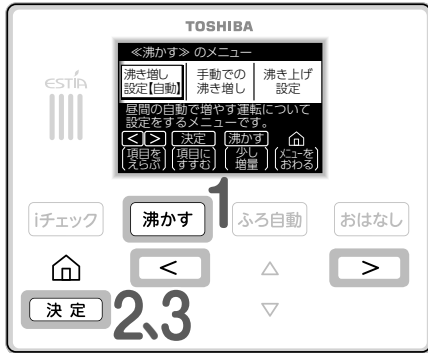 TOSHIBA
ESTÍA
≪沸かす≫ のメニュー
沸き増し 手動での 沸き上げ
設定【自動】 沸き増し 設定
昼間の自動で増やす運転について
設定をするメニューです。
< > 決定 沸かす
項目を 項目に 少し メニューを
えらぶ すすむ 増量 おわる
1
iチェック 沸かす ふろ自動 おはなし
< △ >
決定 2、3 ▽